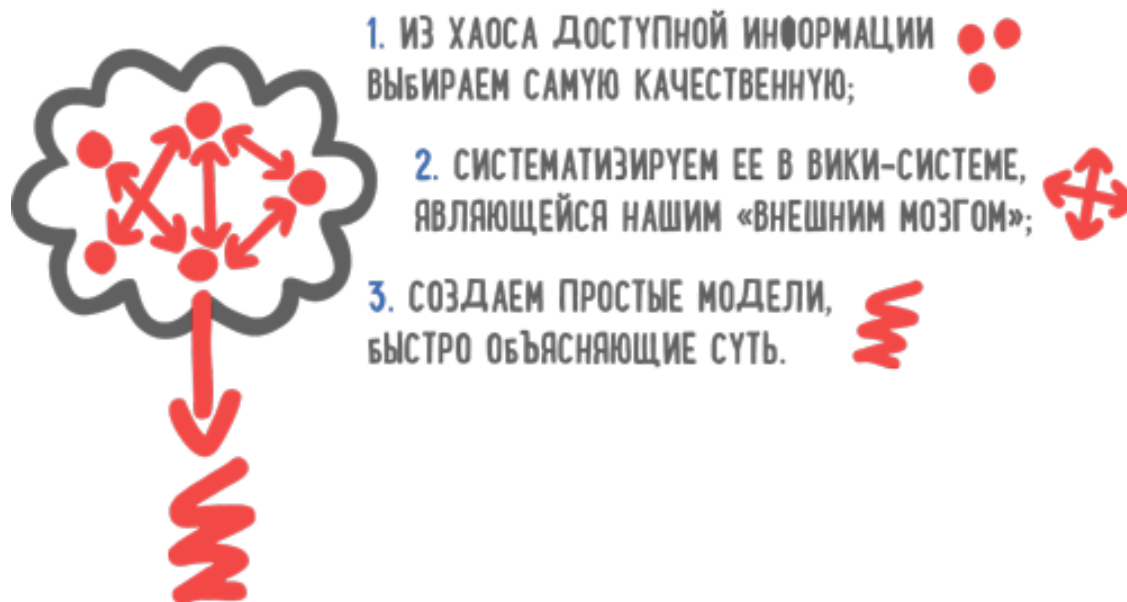 1. ИЗ ХАОСА ДОСТУПНОЙ ИНФОРМАЦИИ
ВЫБИРАЕМ САМУЮ КАЧЕСТВЕННУЮ;
2. СИСТЕМАТИЗИРУЕМ ЕЕ В ВИКИ-СИСТЕМЕ,
ЯВЛЯЮЩЕЙСЯ НАШИМ «ВНЕШНИМ МОЗГОМ»;
3. СОЗДАЕМ ПРОСТЫЕ МОДЕЛИ,
БЫСТРО ОБЪЯСНЯЮЩИЕ СУТЬ.